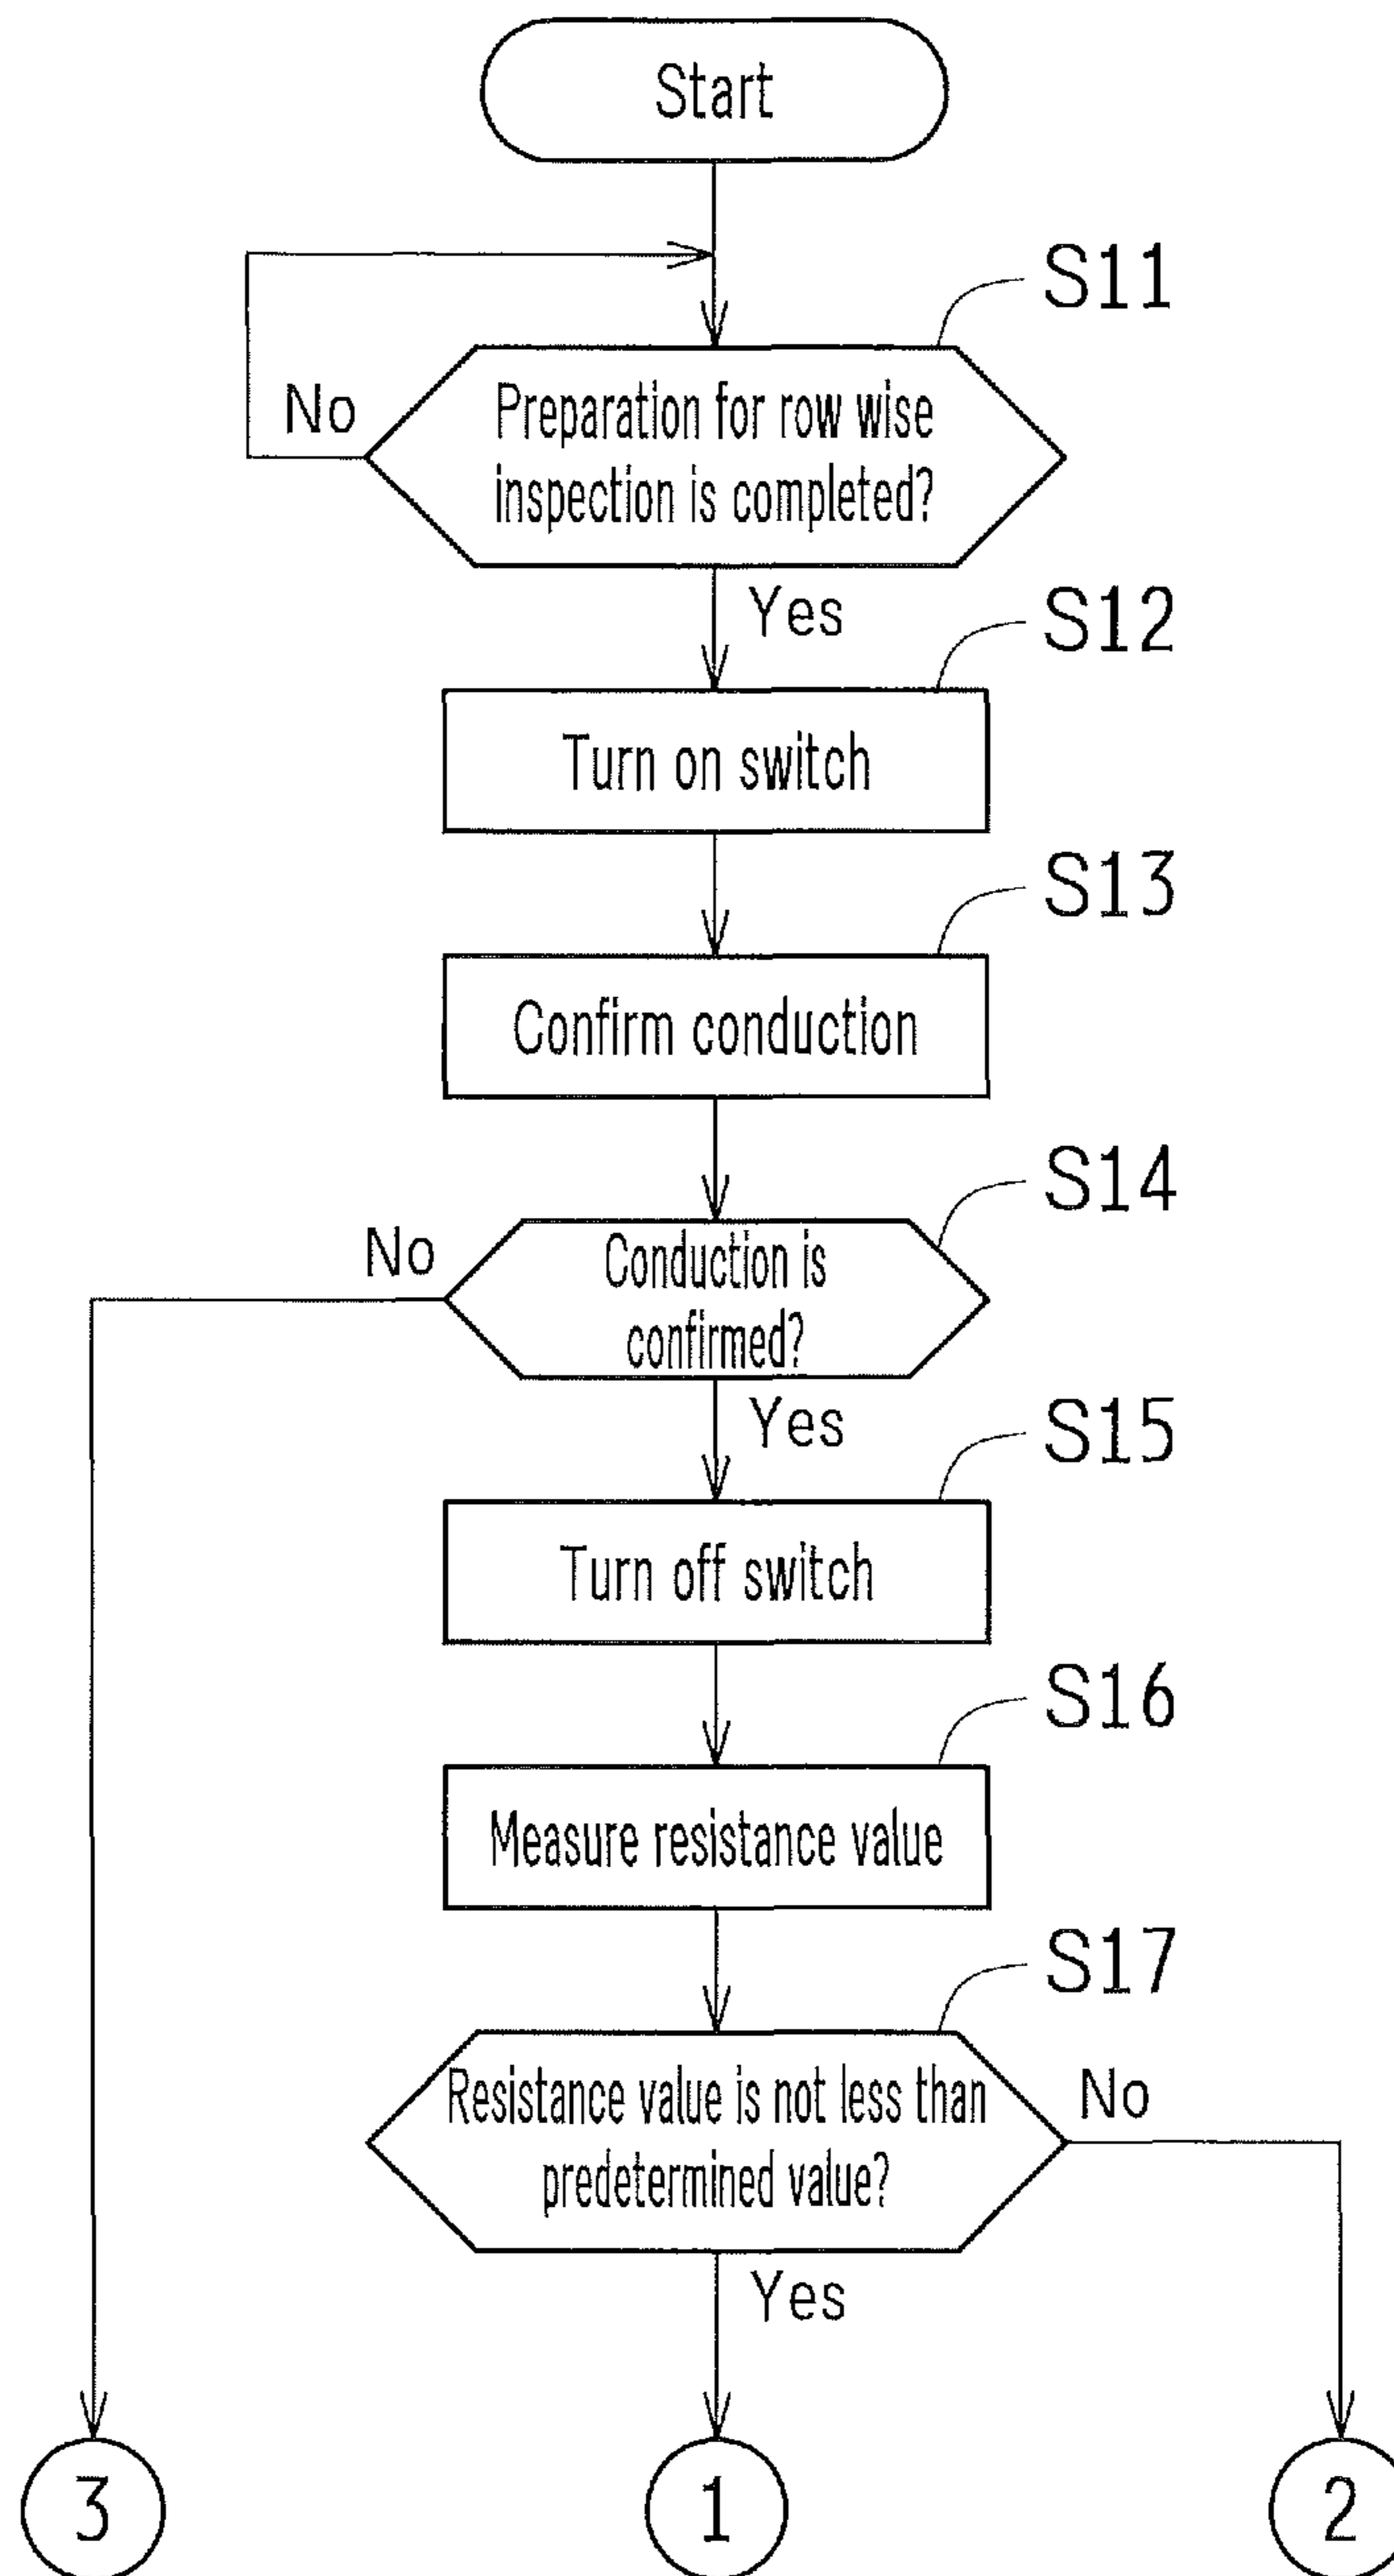 Start
S11
No
Preparation for row wise
inspection is completed?
Yes
S12
Turn on switch
S13
Confirm conduction
S14
No
Conduction is
confirmed?
Yes
S15
Turn off switch
S16
Measure resistance value
S17
Resistance value is not less than
predetermined value?
No
Yes
3
1
2